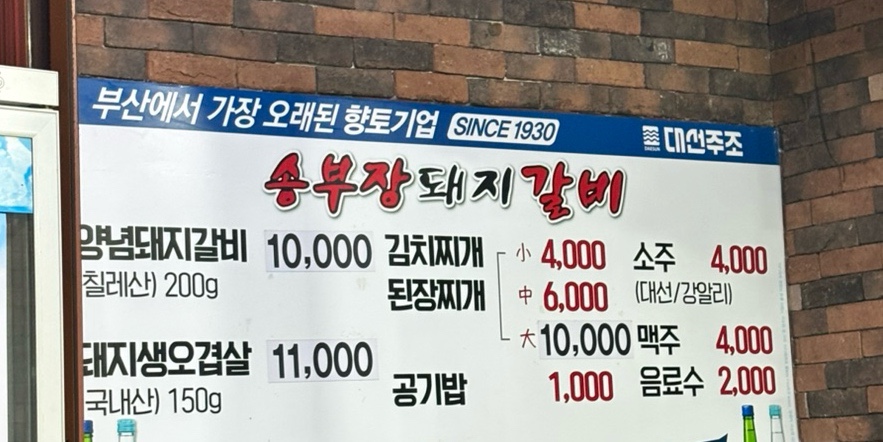 부산에서 가장 오래된 향토기업 SINCE 1930 대선주조
송부장돼지갈비
양념돼지갈비 10,000
칠레산) 200g
돼지생오겹살 11,000
국내산) 150g
김치찌개
된장찌개
小 4,000
中 6,000
大 10,000
공기밥 1,000
소주 4,000
(대선/강알리)
맥주 4,000
음료수 2,000